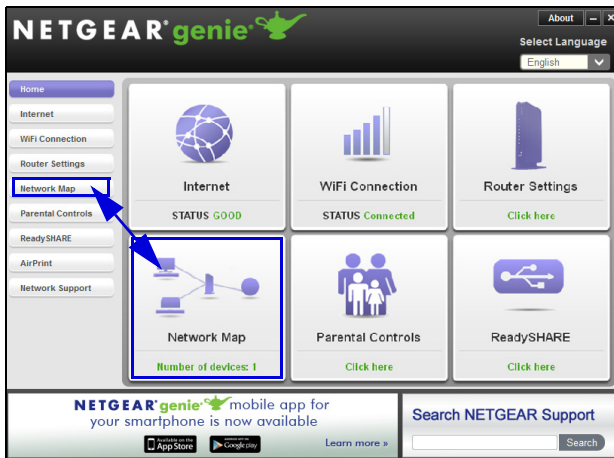 NETGEAR® genie®
About
Select Language
English
Home
Internet
WiFi Connection
Router Settings
Network Map
Parental Controls
ReadySHARE
AirPrint
Network Support
Internet
STATUS GOOD
WiFi Connection
STATUS Connected
Router Settings
Click here
Network Map
Number of devices: 1
Parental Controls
Click here
ReadySHARE
Click here
NETGEAR® genie® mobile app for
your smartphone is now available
Available on the App Store
Google play
Learn more »
Search NETGEAR Support
Search